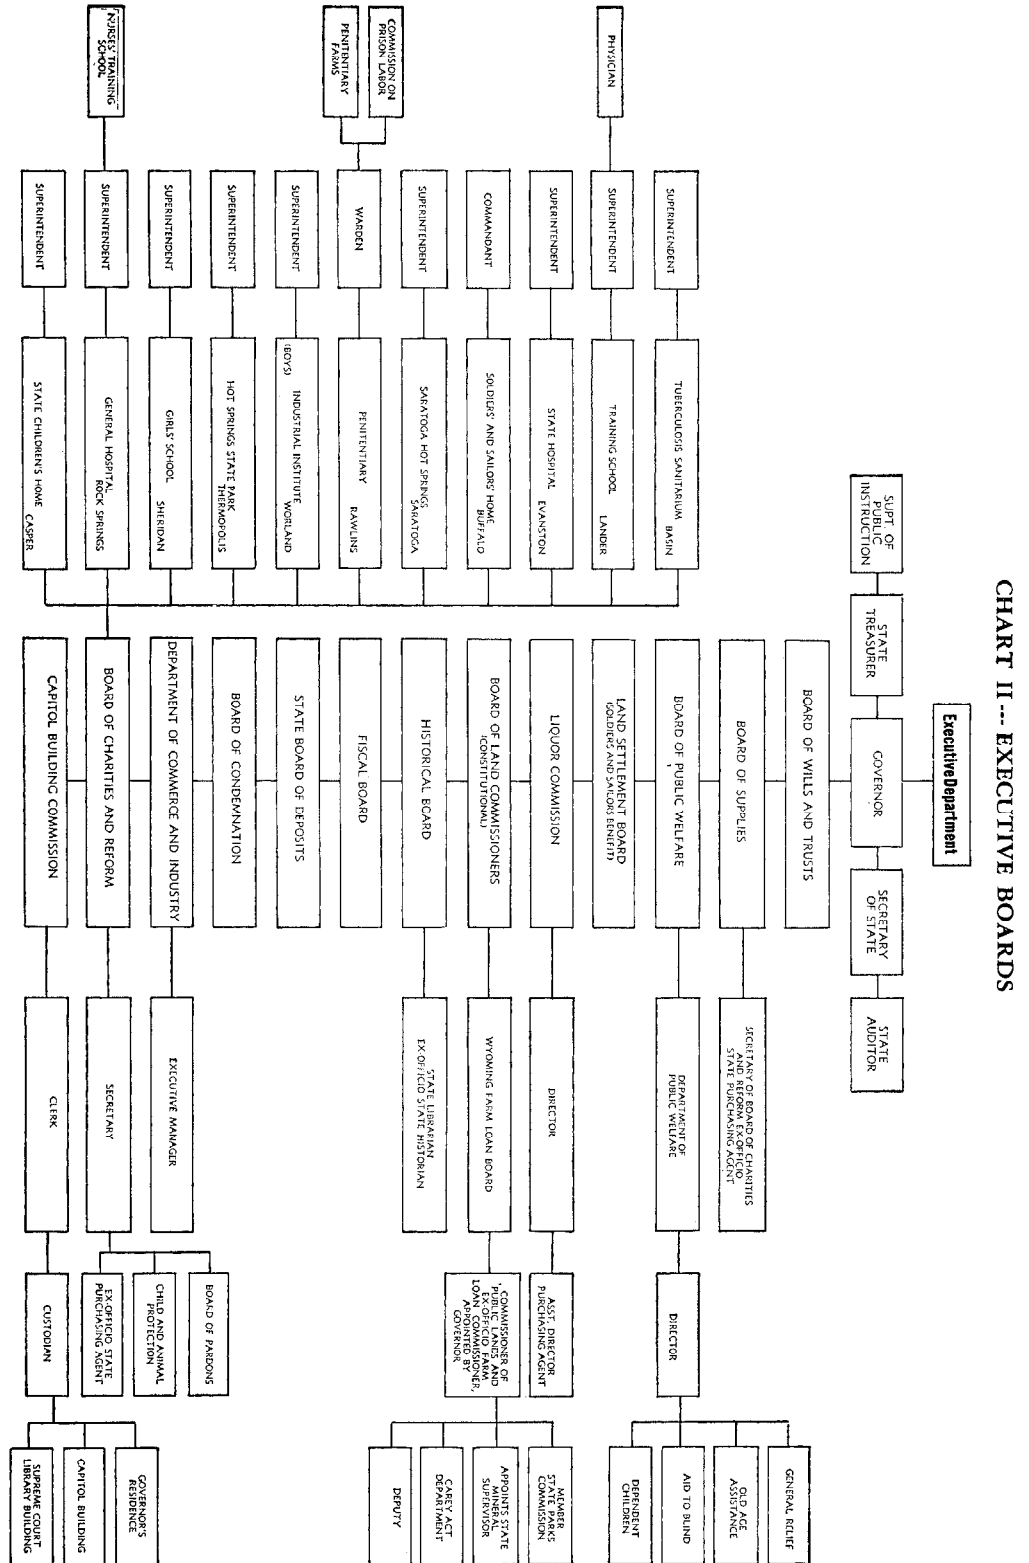 CHART II --- EXECUTIVE BOARDS
Executive Department
SUPT. OF
PUBLIC
INSTRUCTION
STATE
TREASURER
GOVERNOR
SECRETARY
OF STATE
STATE
AUDITOR
BOARD OF WILLS AND TRUSTS
BOARD OF SUPPLIES
SECRETARY OF BOARD OF CHARITIES
AND REFORM EX-OFFICIO
STATE PURCHASING AGENT
BOARD OF PUBLIC WELFARE
DEPARTMENT OF
PUBLIC WELFARE
DIRECTOR
GENERAL RELIEF
OLD AGE
ASSISTANCE
AID TO BLIND
DEPENDENT
CHILDREN
LAND SETTLEMENT BOARD
(SOLDIERS AND SAILORS BENEFIT)
LIQUOR COMMISSION
DIRECTOR
ASST. DIRECTOR
PURCHASING AGENT
BOARD OF LAND COMMISSIONERS
(CONSTITUTIONAL)
WYOMING FARM LOAN BOARD
COMMISSIONER OF
PUBLIC LANDS AND
EX-OFFICIO FARM
LOAN COMMISSIONER,
APPOINTED BY
GOVERNOR
MEMBER
STATE PARKS
COMMISSION
APPOINTS STATE
MINERAL
SUPERVISOR
CAREY ACT
DEPARTMENT
DEPUTY
HISTORICAL BOARD
STATE LIBRARIAN
EX-OFFICIO STATE HISTORIAN
FISCAL BOARD
STATE BOARD OF DEPOSITS
BOARD OF CONDEMNATION
DEPARTMENT OF COMMERCE AND INDUSTRY
EXECUTIVE MANAGER
BOARD OF CHARITIES AND REFORM
SECRETARY
BOARD OF PARDONS
CHILD AND ANIMAL
PROTECTION
EX-OFFICIO STATE
PURCHASING AGENT
CAPITOL BUILDING COMMISSION
CLERK
CUSTODIAN
GOVERNOR'S
RESIDENCE
CAPITOL BUILDING
SUPREME COURT
LIBRARY BUILDING
SUPERINTENDENT
TUBERCULOSIS SANITARIUM
BASIN
PHYSICIAN
SUPERINTENDENT
TRAINING SCHOOL LANDER
SUPERINTENDENT
STATE HOSPITAL EVANSTON
COMMANDANT
SOLDIERS' AND SAILORS' HOME
BUFFALO
SUPERINTENDENT
SARATOGA HOT SPRINGS
SARATOGA
COMMISSION ON
PRISON LABOR
PENITENTIARY
FARMS
WARDEN
PENITENTIARY RAWLINS
SUPERINTENDENT
INDUSTRIAL INSTITUTE WORLAND
(BOYS)
SUPERINTENDENT
HOT SPRINGS STATE PARK
THERMOPOLIS
SUPERINTENDENT
GIRLS' SCHOOL SHERIDAN
NURSES' TRAINING
SCHOOL
SUPERINTENDENT
GENERAL HOSPITAL
ROCK SPRINGS
SUPERINTENDENT
STATE CHILDREN'S HOME CASPER